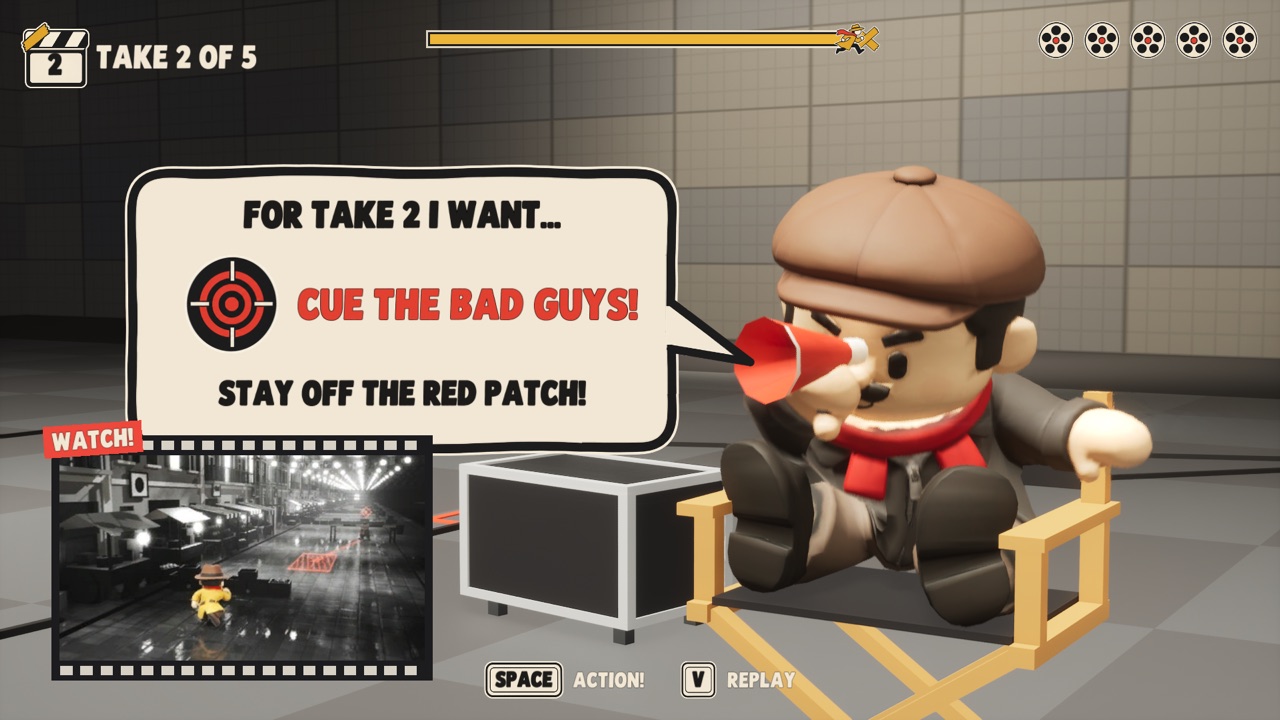 2
TAKE 2 OF 5
FOR TAKE 2 I WANT...
CUE THE BAD GUYS!
STAY OFF THE RED PATCH!
WATCH!
SPACE ACTION! V REPLAY